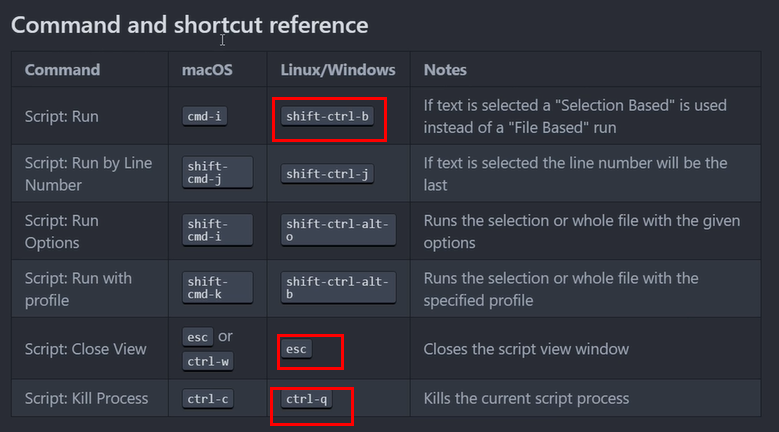 Command and shortcut reference
Command macOS Linux/Windows Notes
Script: Run cmd-i shift-ctrl-b If text is selected a "Selection Based" is used
instead of a "File Based" run
Script: Run by Line shift- shift-ctrl-j If text is selected the line number will be the
Number cmd-j last
Script: Run shift- shift-ctrl-alt- Runs the selection or whole file with the given
Options cmd-i o options
Script: Run with shift- shift-ctrl-alt- Runs the selection or whole file with the
profile cmd-k b specified profile
Script: Close View esc or esc Closes the script view window
ctrl-w
Script: Kill Process ctrl-c ctrl-q Kills the current script process